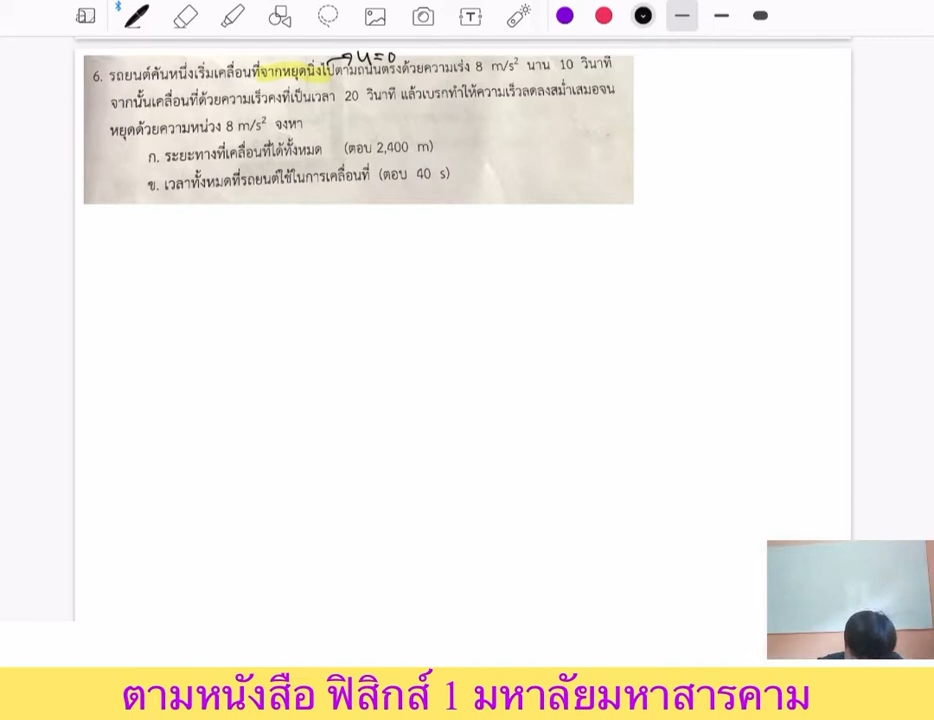 u=0
6. รถยนต์คันหนึ่งเริ่มเคลื่อนที่จากหยุดนิ่งไปตามถนนตรงด้วยความเร่ง 8 m/s² นาน 10 วินาที
จากนั้นเคลื่อนที่ด้วยความเร็วคงที่เป็นเวลา 20 วินาที แล้วเบรกทำให้ความเร็วลดลงสม่ำเสมอจน
หยุดด้วยความหน่วง 8 m/s² จงหา
ก. ระยะทางที่เคลื่อนที่ได้ทั้งหมด (ตอบ 2,400 m)
ข. เวลาทั้งหมดที่รถยนต์ใช้ในการเคลื่อนที่ (ตอบ 40 s)
ตามหนังสือ ฟิสิกส์ 1 มหาลัยมหาสารคาม